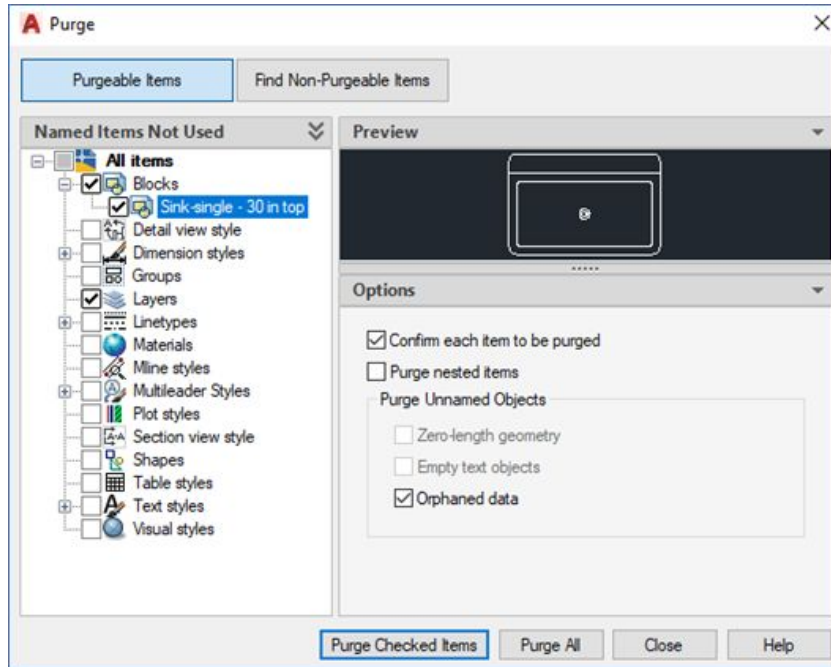 Purge
Purgeable Items
Find Non-Purgeable Items
Named Items Not Used
All items
Blocks
Sink-single - 30 in top
Detail view style
Dimension styles
Groups
Layers
Linetypes
Materials
Mline styles
Multileader Styles
Plot styles
Section view style
Shapes
Table styles
Text styles
Visual styles
Preview
Options
Confirm each item to be purged
Purge nested items
Purge Unnamed Objects
Zero-length geometry
Empty text objects
Orphaned data
Purge Checked Items
Purge All
Close
Help